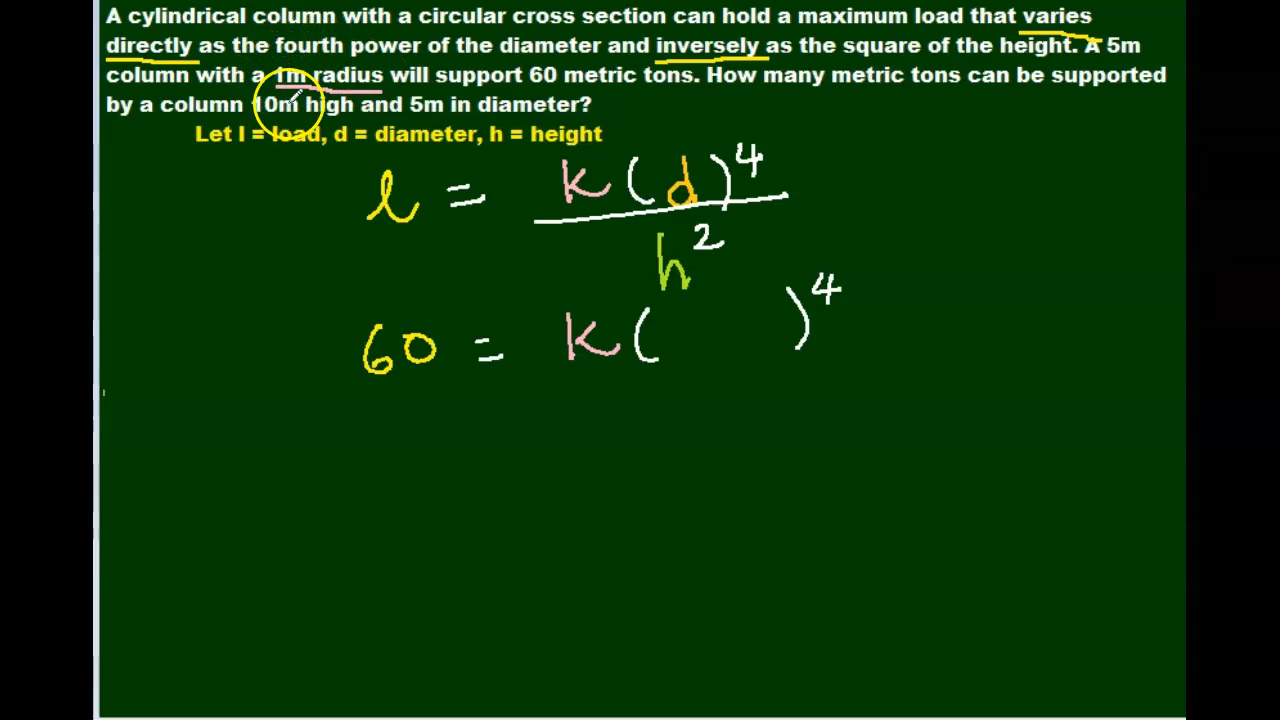 A cylindrical column with a circular cross section can hold a maximum load that varies
directly as the fourth power of the diameter and inversely as the square of the height. A 5m
column with a 1m radius will support 60 metric tons. How many metric tons can be supported
by a column 10m high and 5m in diameter?
Let l = load, d = diameter, h = height
l = k(d)^4
h^2
60 = k( )^4